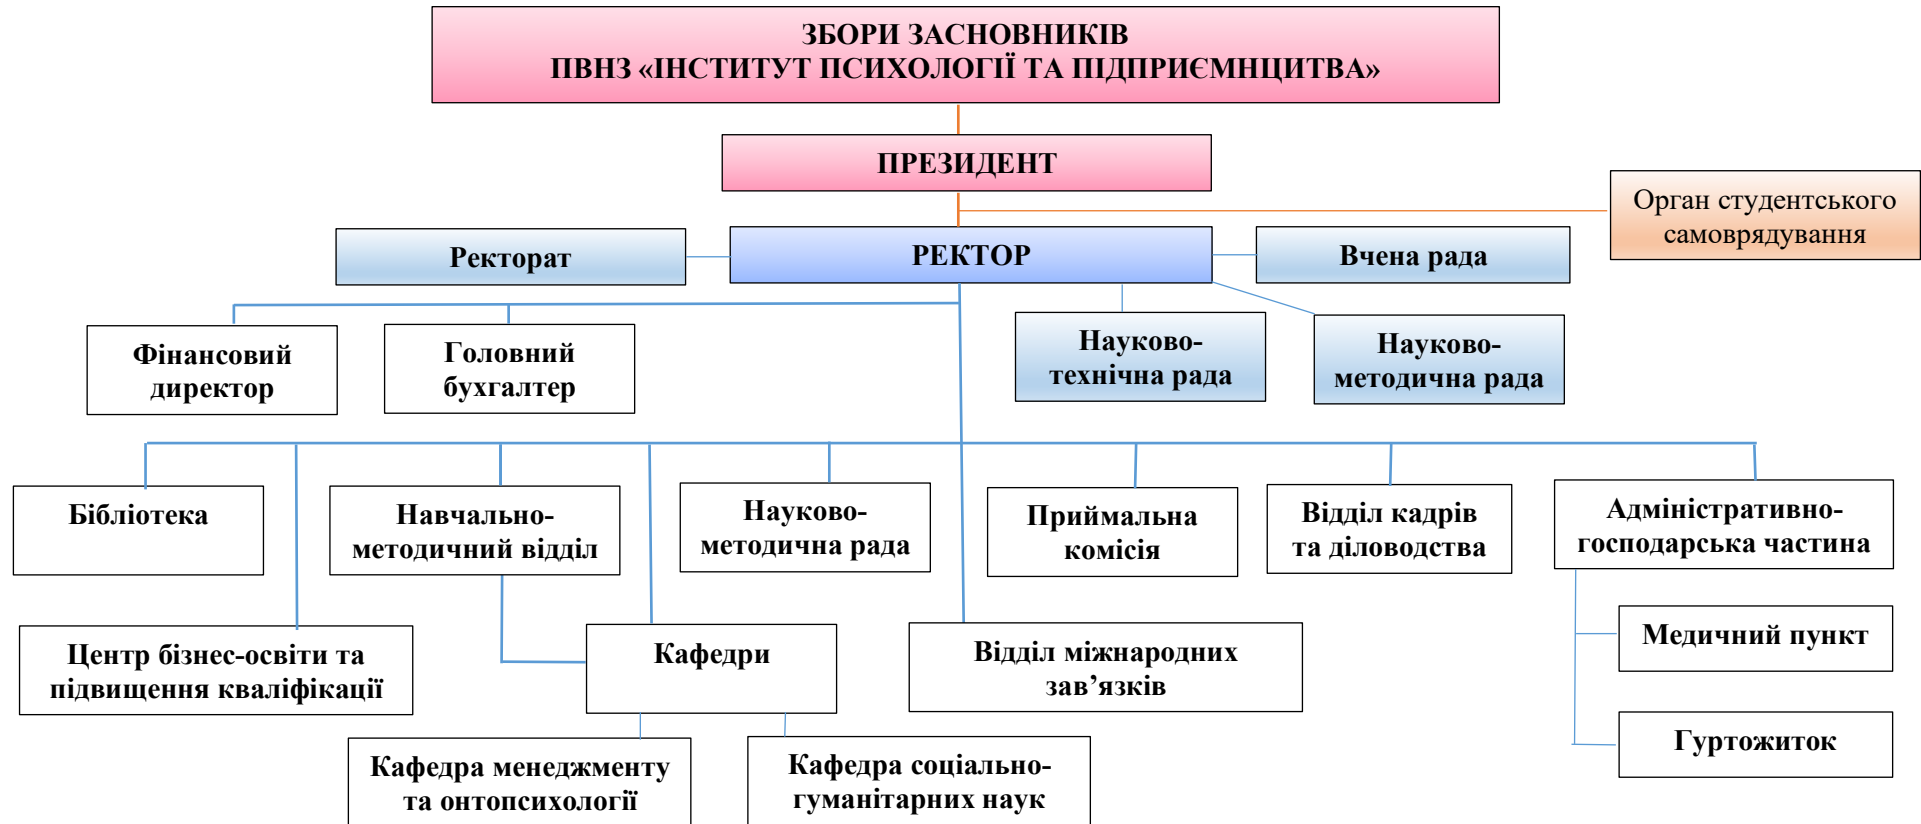 ЗБОРИ ЗАСНОВНИКІВ
ПВНЗ «ІНСТИТУТ ПСИХОЛОГІЇ ТА ПІДПРИЄМНЦИТВА»
ПРЕЗИДЕНТ
Орган студентського
самоврядування
Ректорат
РЕКТОР
Вчена рада
Фінансовий
директор
Головний
бухгалтер
Науково-
технічна рада
Науково-
методична рада
Бібліотека
Навчально-
методичний відділ
Науково-
методична рада
Приймальна
комісія
Відділ кадрів
та діловодства
Адміністративно-
господарська частина
Центр бізнес-освіти та
підвищення кваліфікації
Кафедри
Відділ міжнародних
зав’язків
Медичний пункт
Гуртожиток
Кафедра менеджменту
та онтопсихології
Кафедра соціально-
гуманітарних наук